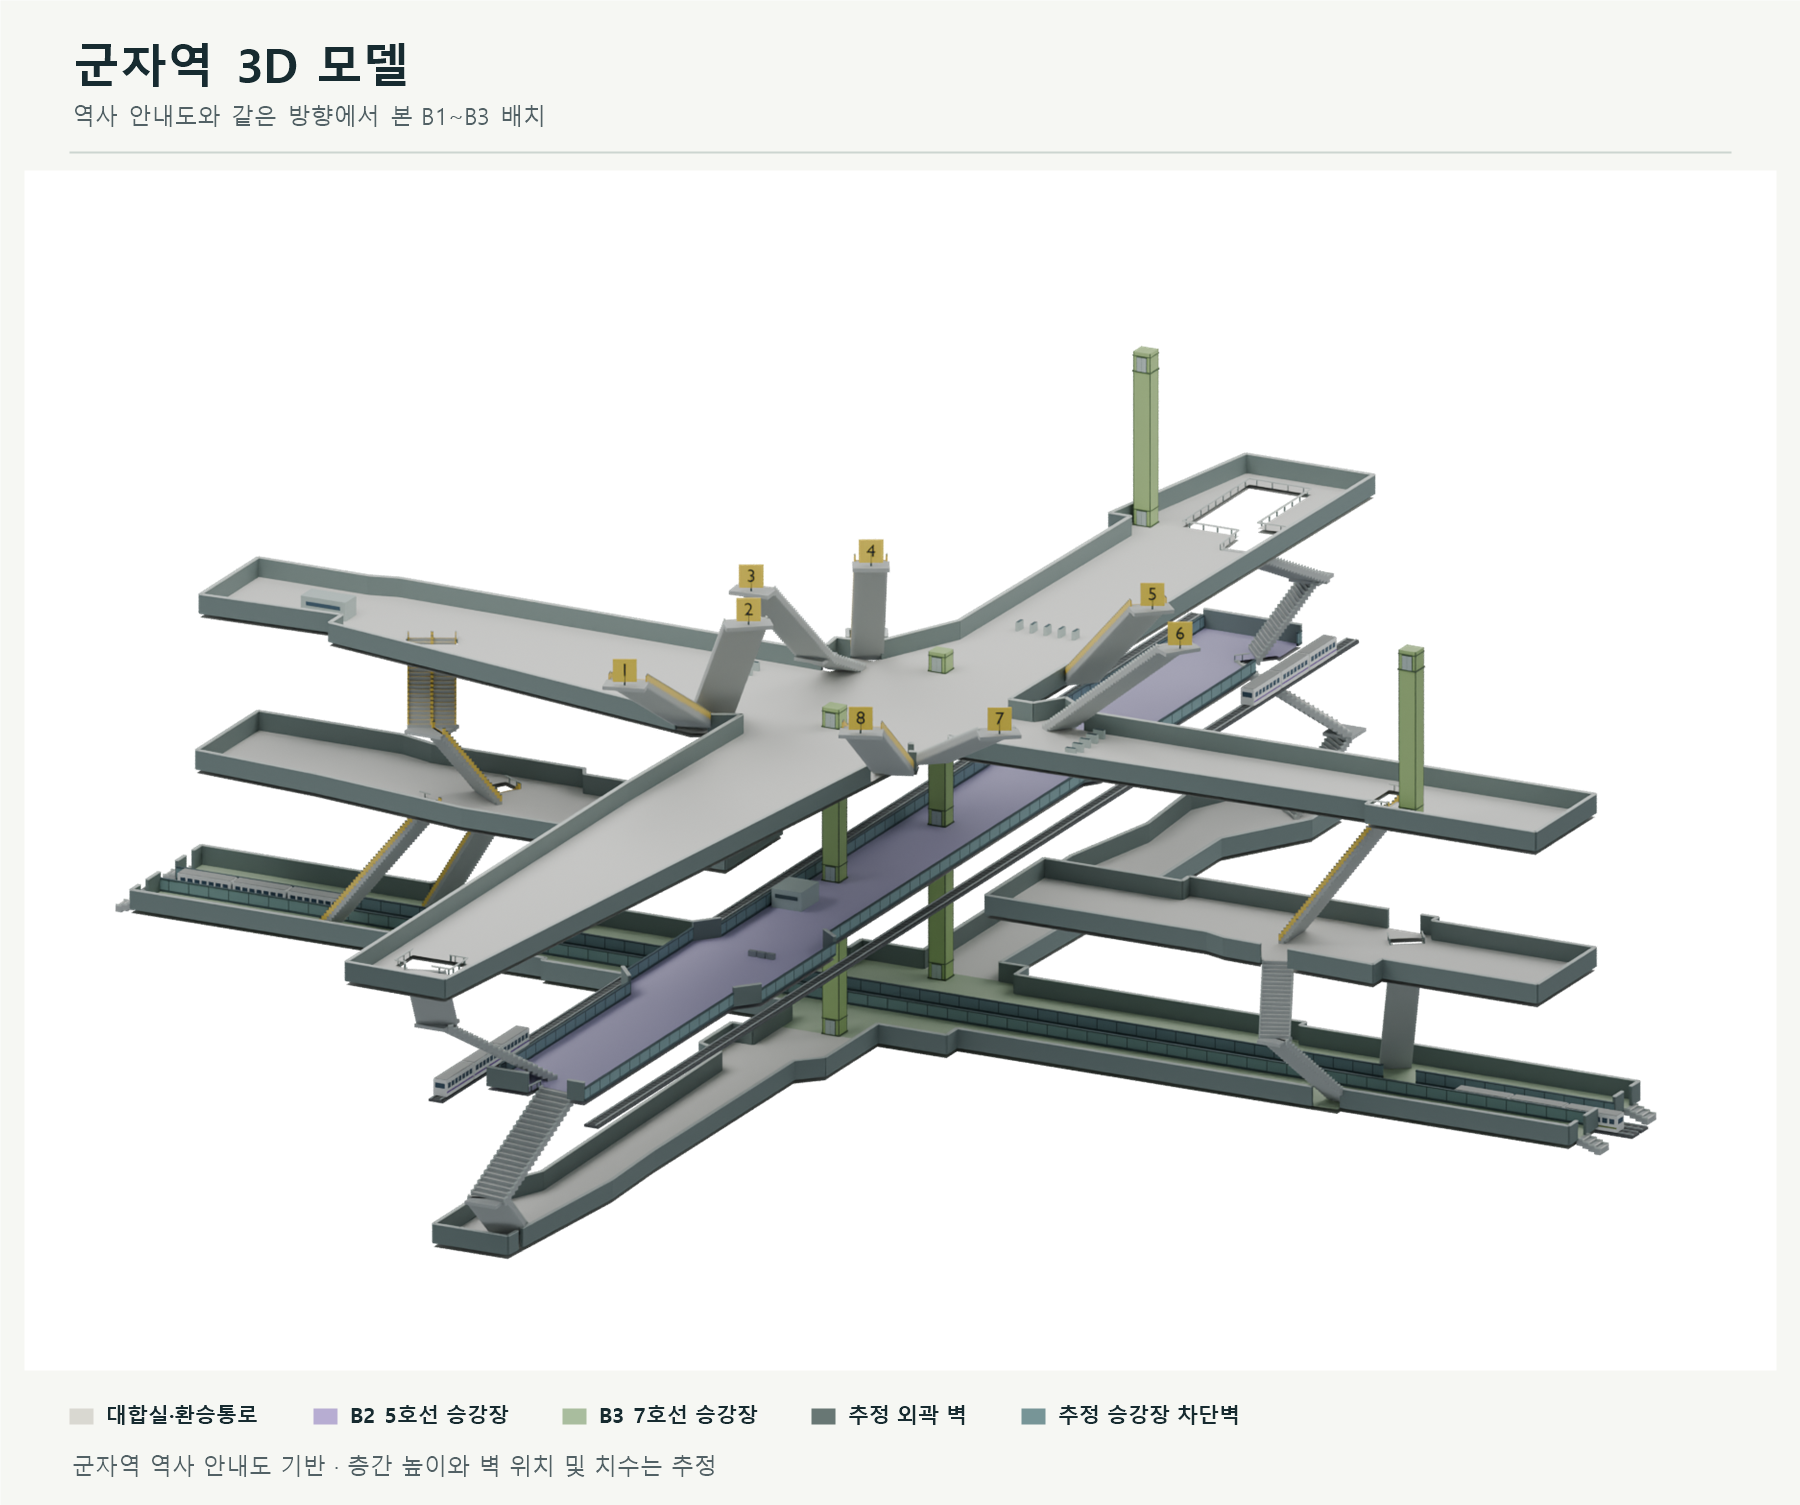 군자역 3D 모델
역사 안내도와 같은 방향에서 본 B1~B3 배치
4
3
2
5
6
1
8
7
대합실·환승통로
B2 5호선 승강장
B3 7호선 승강장
추정 외곽 벽
추정 승강장 차단벽
군자역 역사 안내도 기반 · 층간 높이와 벽 위치 및 치수는 추정